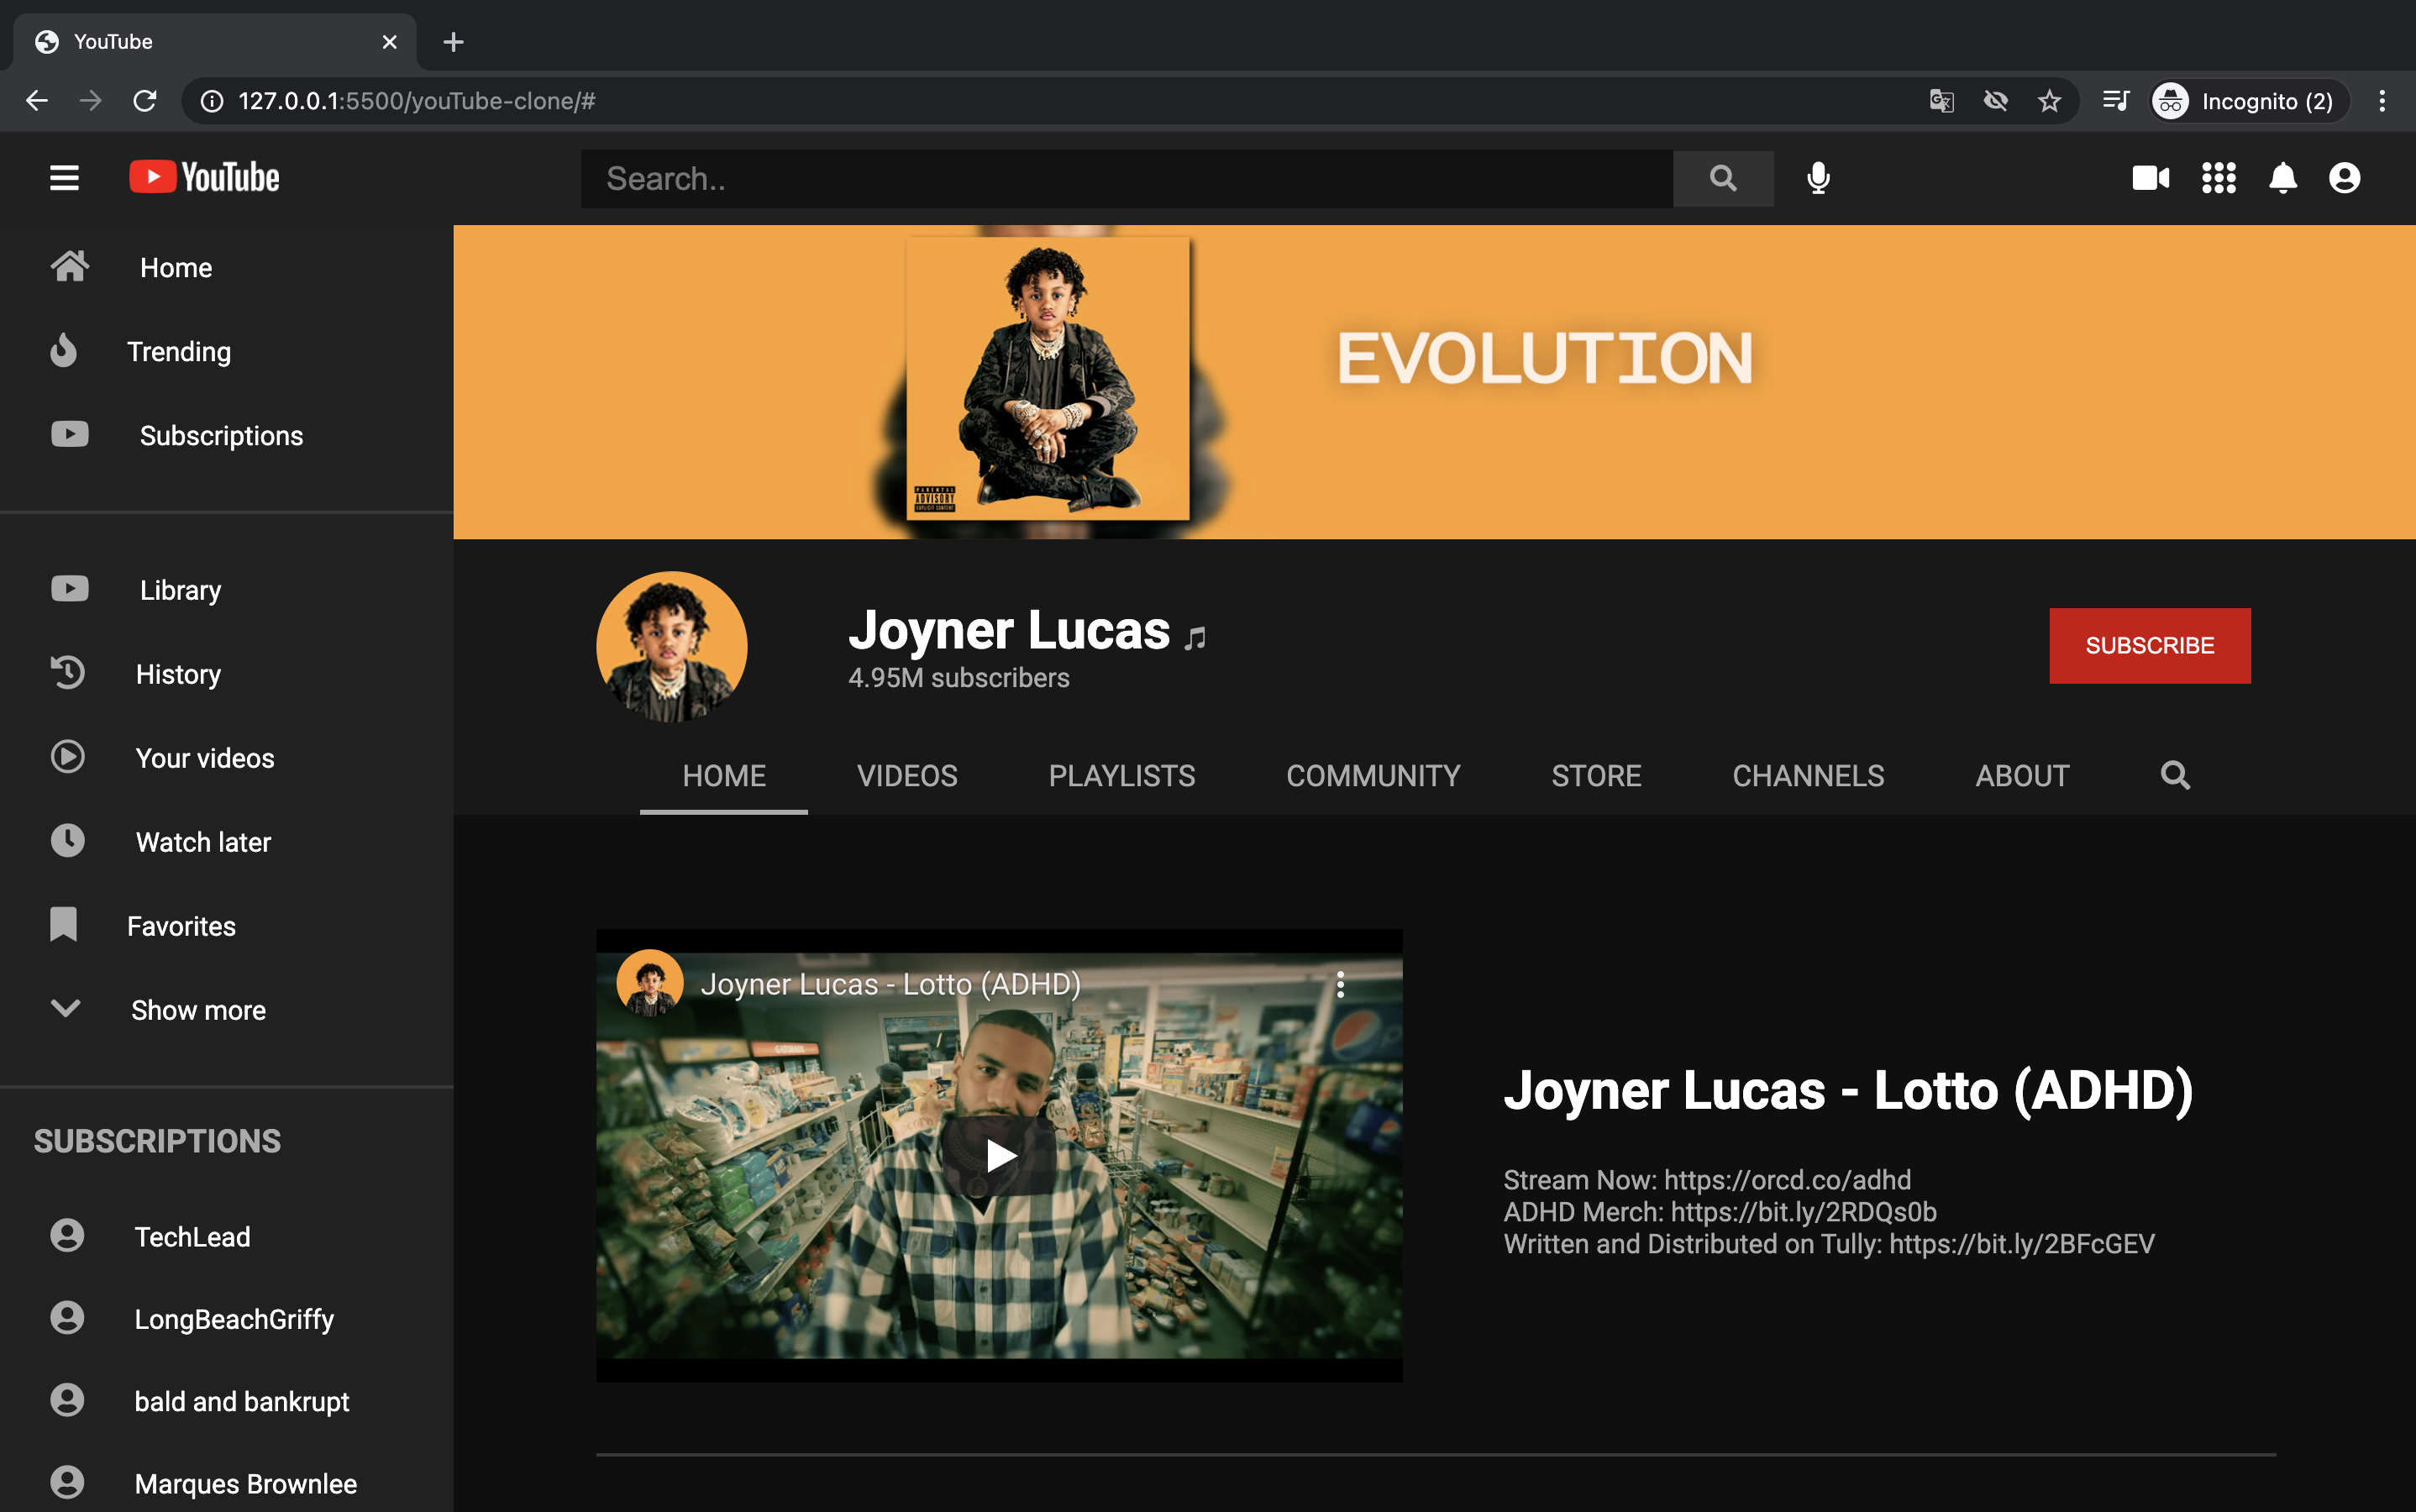 YouTube
127.0.0.1:5500/youTube-clone/#
Incognito (2)
YouTube
Search..
Home
Trending
Subscriptions
Library
History
Your videos
Watch later
Favorites
Show more
SUBSCRIPTIONS
TechLead
LongBeachGriffy
bald and bankrupt
Marques Brownlee
EVOLUTION
PARENTAL
ADVISORY
EXPLICIT CONTENT
Joyner Lucas
4.95M subscribers
SUBSCRIBE
HOME VIDEOS PLAYLISTS COMMUNITY STORE CHANNELS ABOUT
Joyner Lucas - Lotto (ADHD)
Joyner Lucas - Lotto (ADHD)
Stream Now: https://orcd.co/adhd
ADHD Merch: https://bit.ly/2RDQs0b
Written and Distributed on Tully: https://bit.ly/2BFcGEV